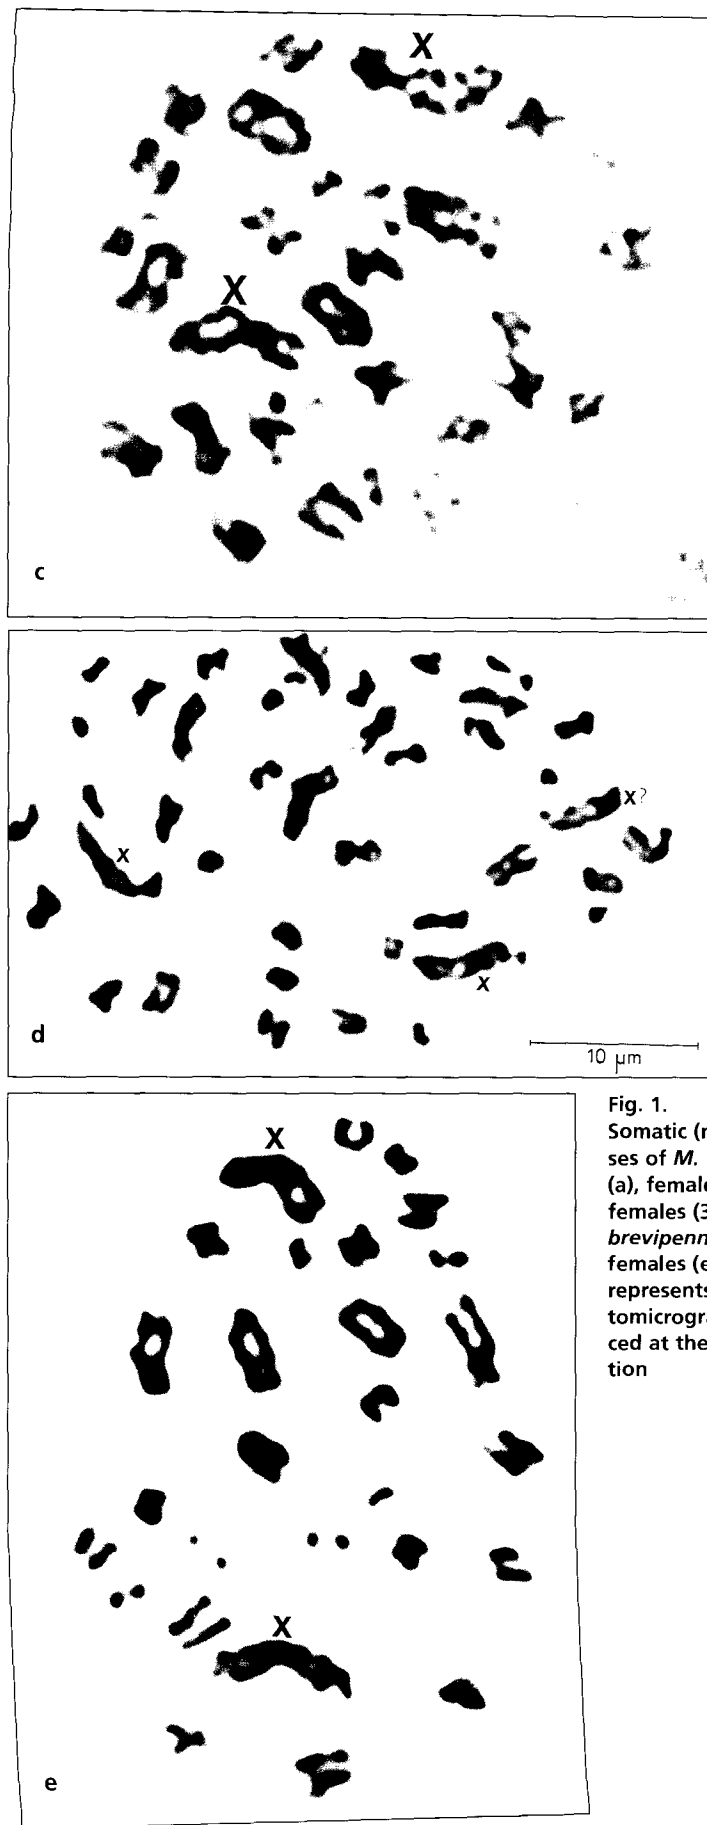 X
X
c
X
X?
X
d
10 µm
X
X
e
Fig. 1.
Somatic (
ses of M.
(a), female
females (3
brevipenn
females (e
represents
tomicrogra
ced at the
tion